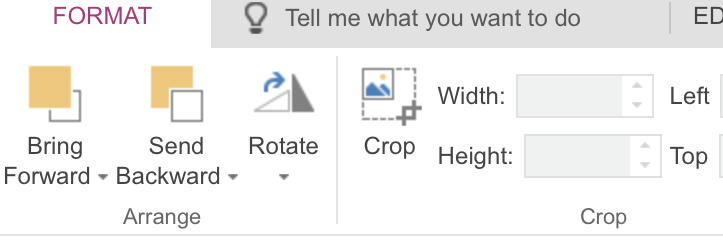 FORMAT
Tell me what you want to do
ED
Bring Forward
Send Backward
Rotate
Crop
Width:
Left
Height:
Top
Arrange
Crop